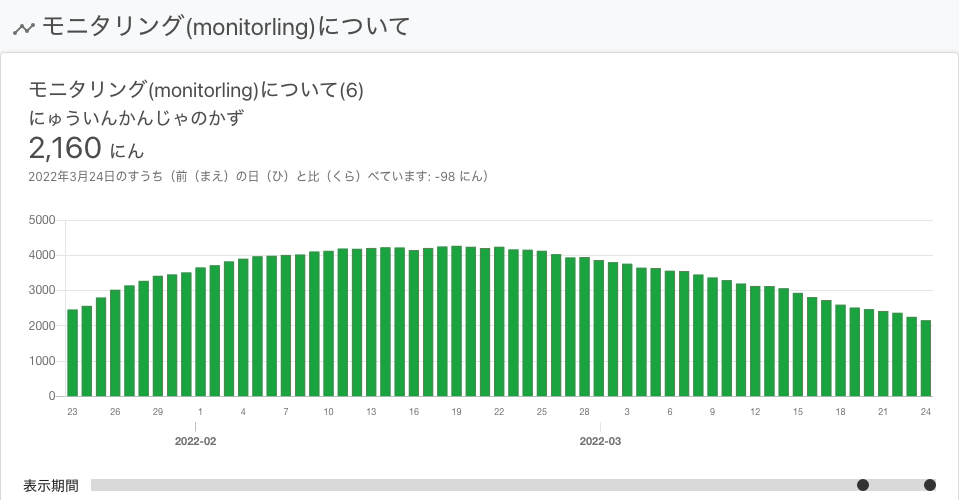 モニタリング(monitorling)について
モニタリング(monitorling)について(6)
にゅういんかんじゃのかず
2,160 にん
2022年3月24日のすうち（前（まえ）の日（ひ）と比（くら）べています: -98 にん）
5000
4000
3000
2000
1000
0
23 26 29 1 4 7 10 13 16 19 22 25 28 3 6 9 12 15 18 21 24
2022-02 2022-03
表示期間